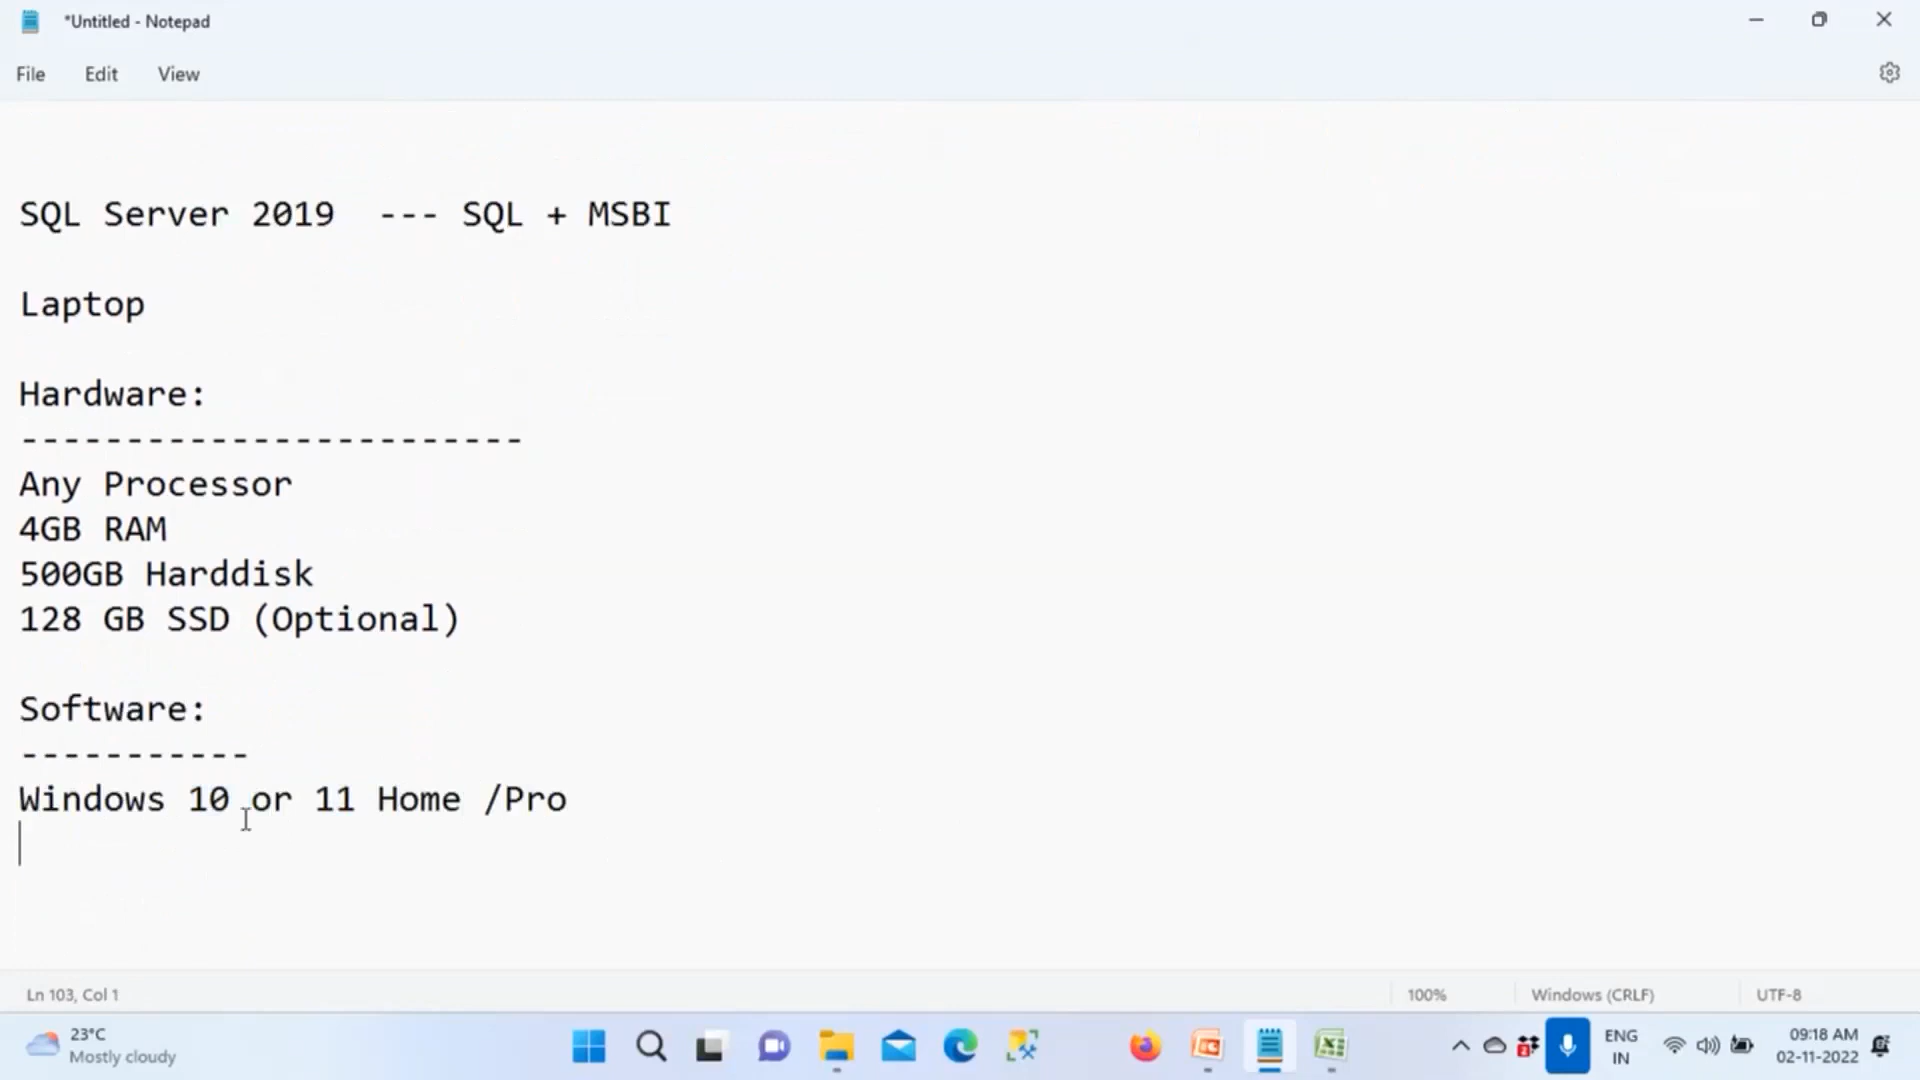 *Untitled - Notepad
File Edit View
SQL Server 2019  --- SQL + MSBI
Laptop
Hardware:
------------------------
Any Processor
4GB RAM
500GB Harddisk
128 GB SSD (Optional)
Software:
-----------
Windows 10 or 11 Home /Pro
Ln 103, Col 1 100% Windows (CRLF) UTF-8
23°C
Mostly cloudy
ENG
IN
09:18 AM
02-11-2022